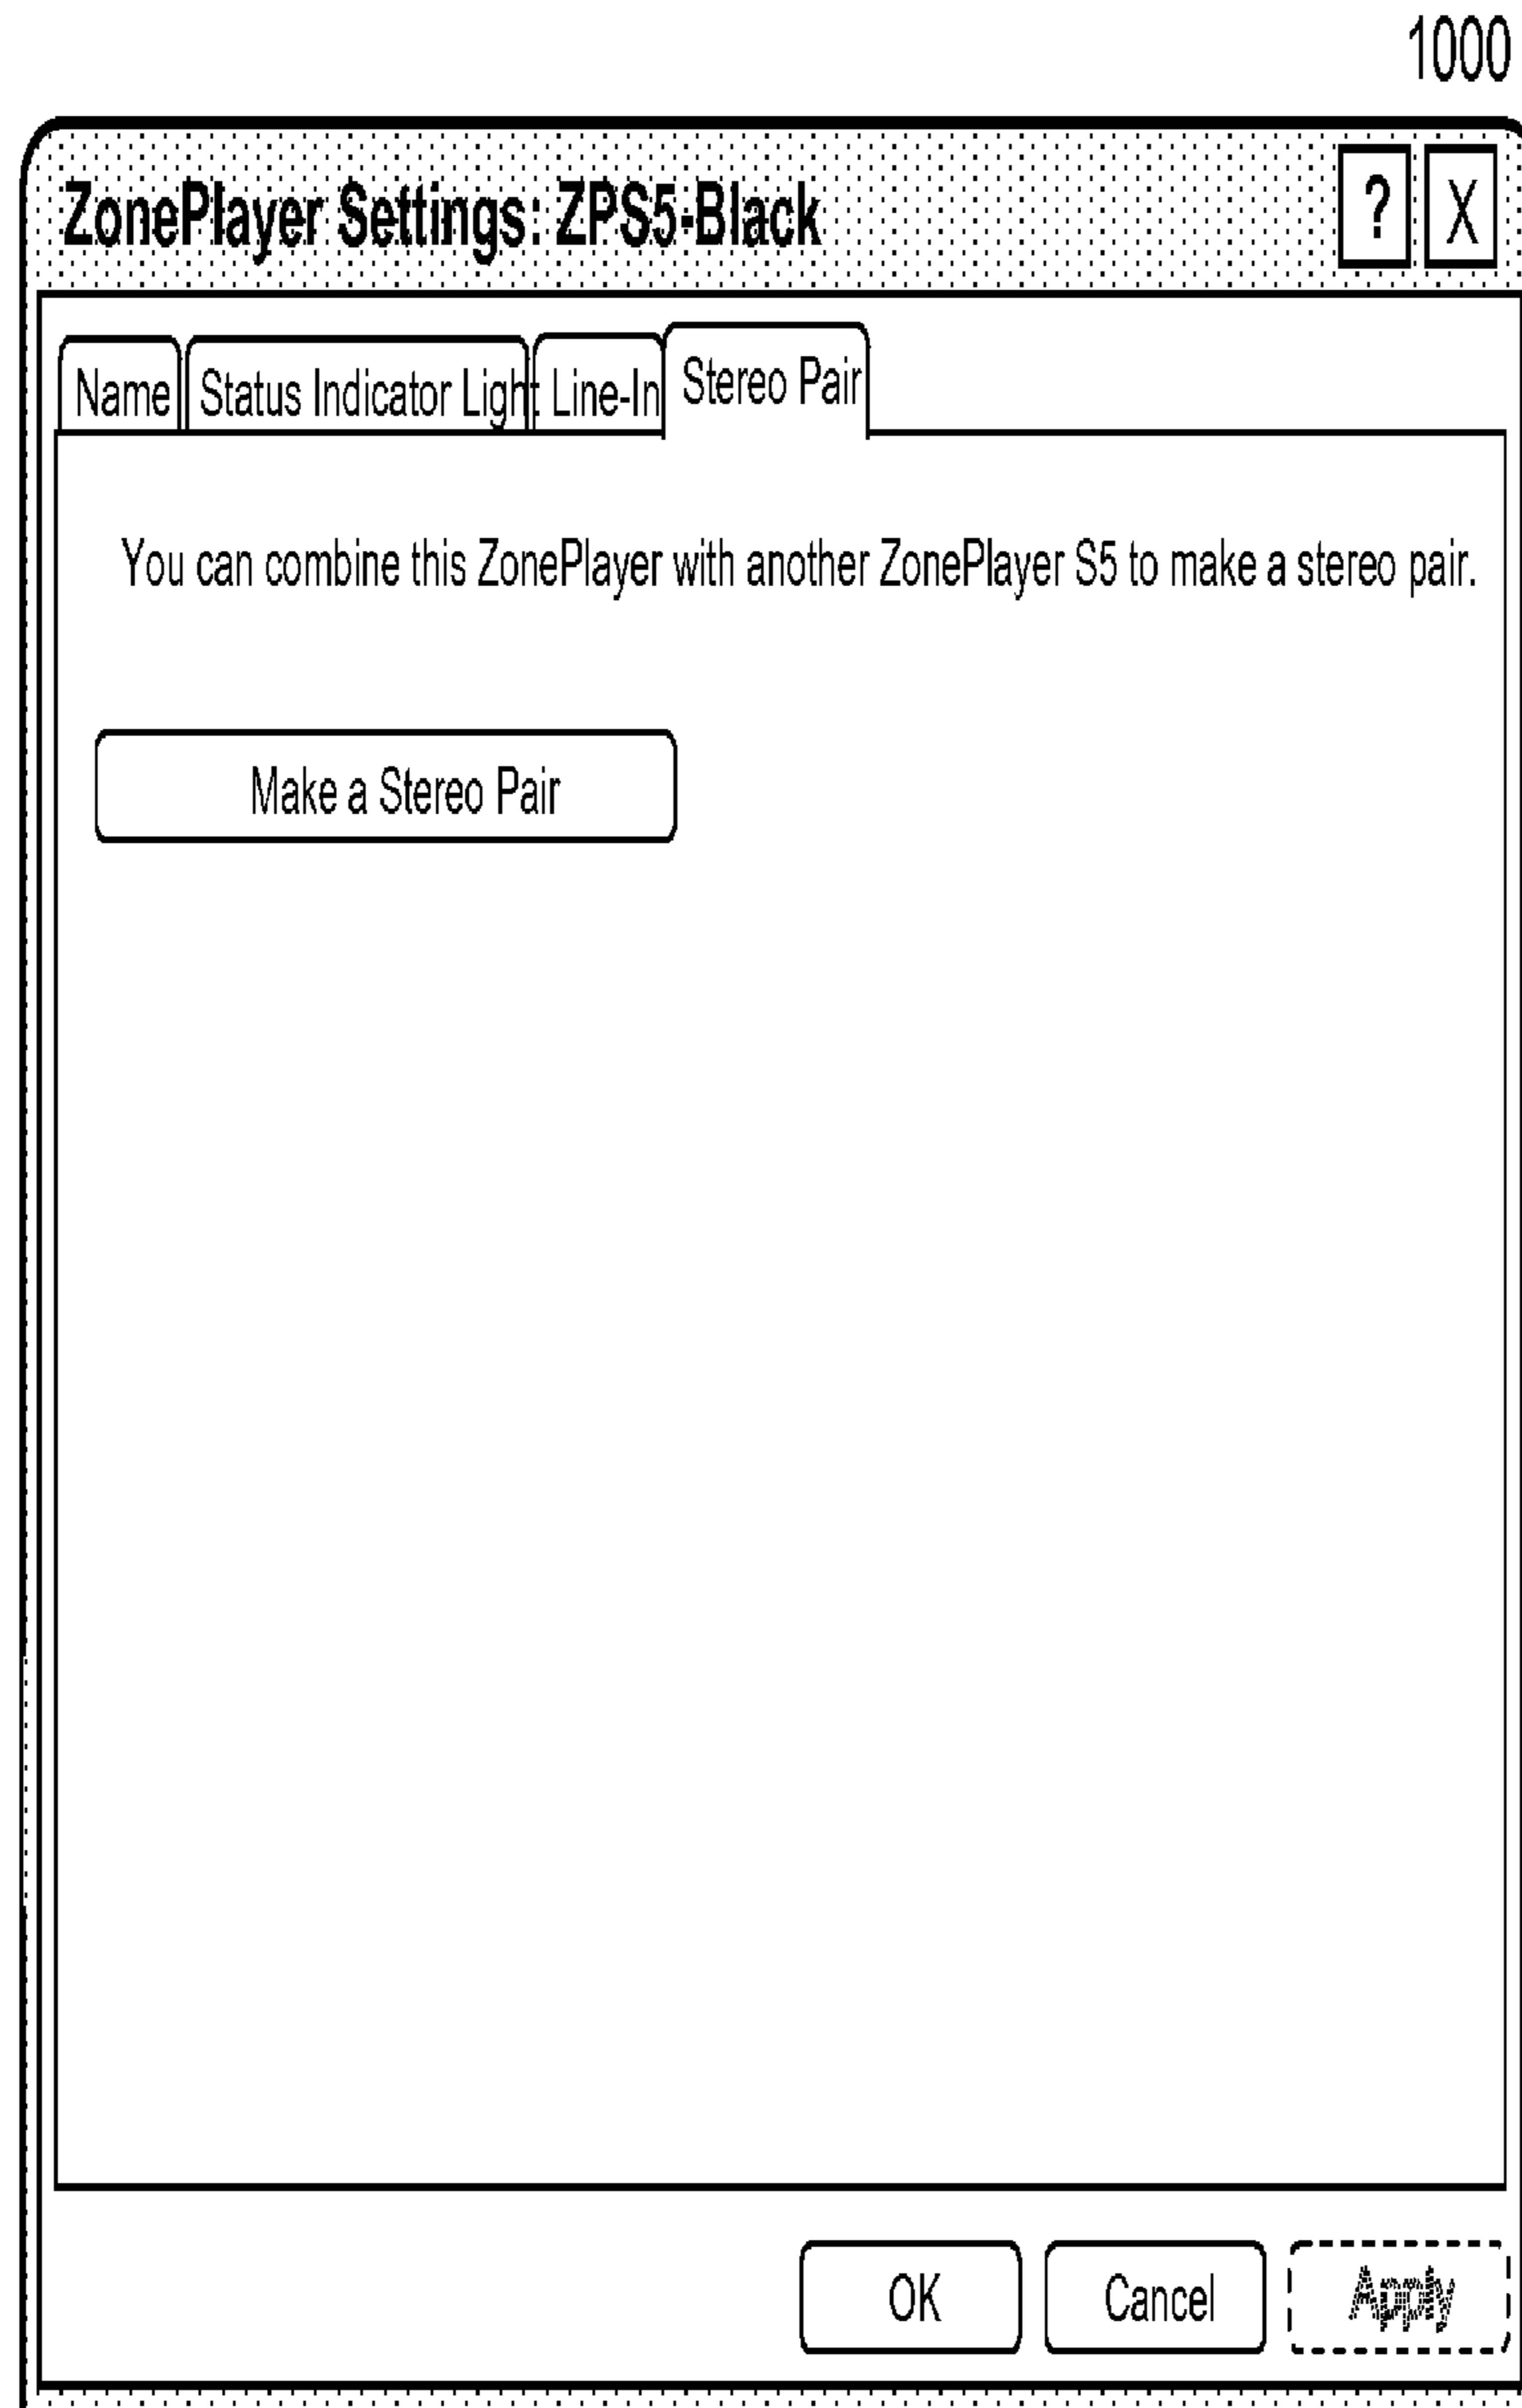 1000
ZonePlayer Settings: ZPS5-Black ? X
Name Status Indicator Light Line-In Stereo Pair
You can combine this ZonePlayer with another ZonePlayer S5 to make a stereo pair.
Make a Stereo Pair
OK Cancel Apply